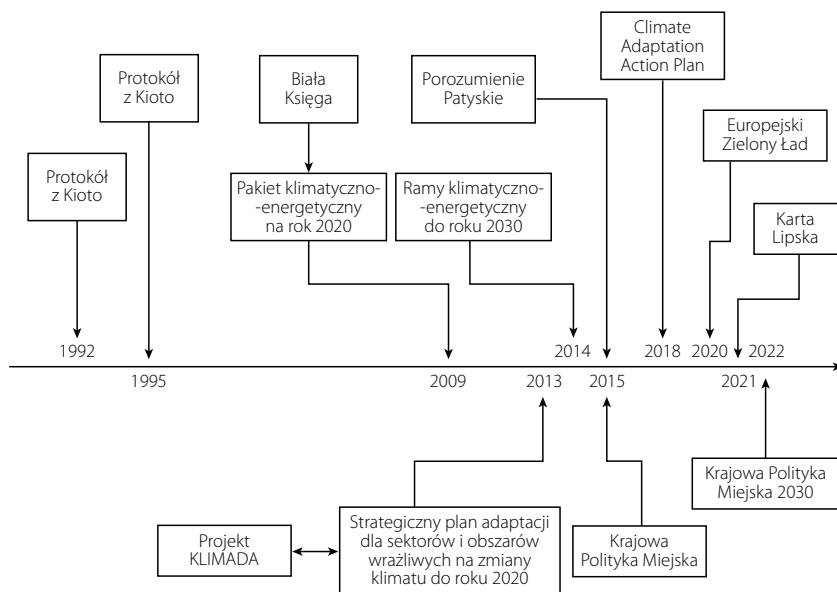 Climate
Adaptation
Action Plan
Protokół
z Kioto
Biała
Księga
Porozumienie
Patyskie
Europejski
Zielony Ład
Protokół
z Kioto
Pakiet klimatyczno-
-energetyczny
na rok 2020
Ramy klimatyczno-
-energetyczny
do roku 2030
Karta
Lipska
1992
2014
2018
2020
2022
1995
2009
2013
2015
2021
Krajowa Polityka
Miejska 2030
Projekt
KLIMADA
Strategiczny plan adaptacji
dla sektorów i obszarów
wrażliwych na zmiany
klimatu do roku 2020
Krajowa
Polityka Miejska